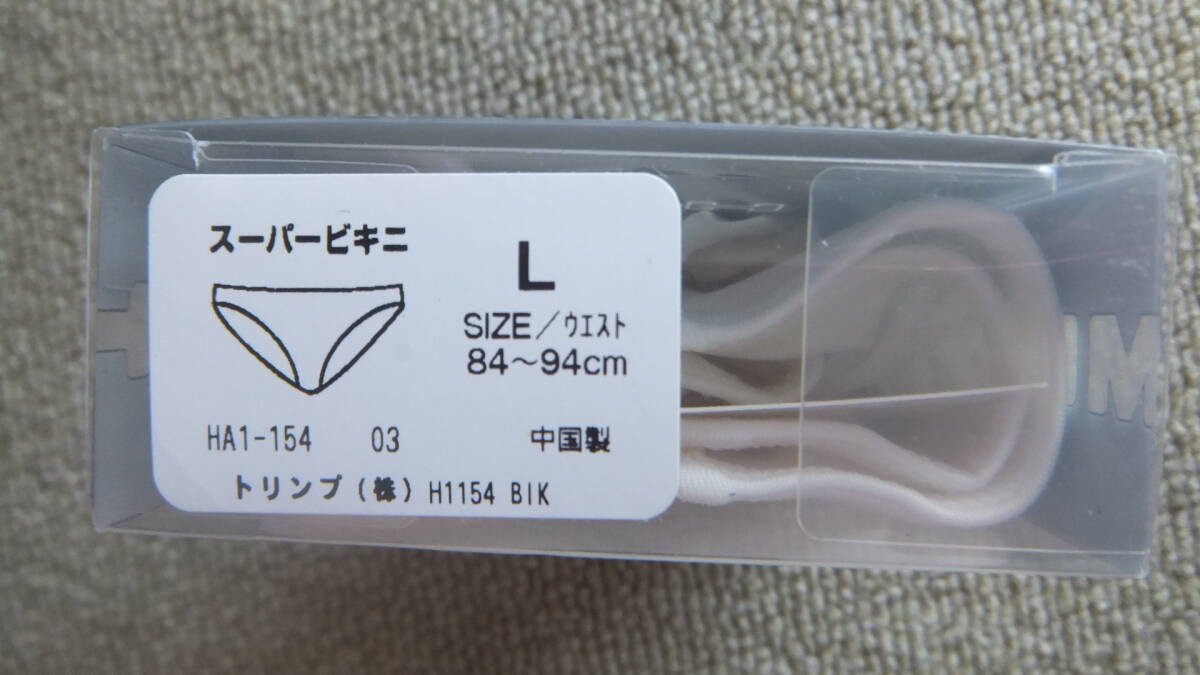 スーパービキニ
L
SIZE/ウエスト
84～94cm
HA1-154 03 中国製
トリンプ(株) H1154 BIK
UM